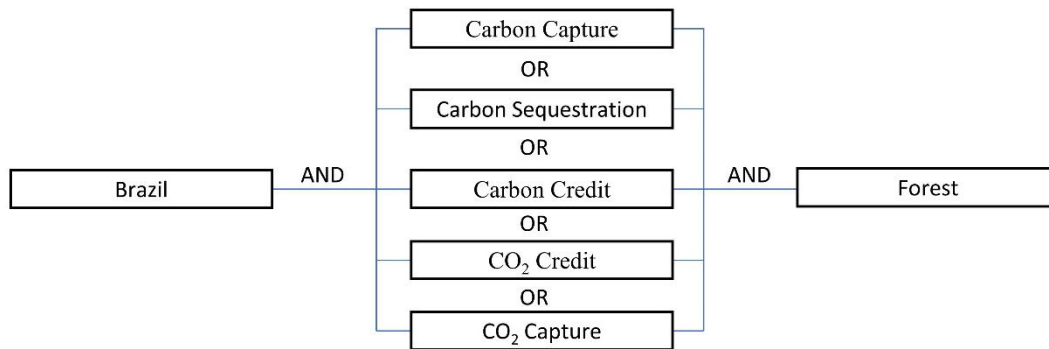 Carbon Capture
OR
Carbon Sequestration
OR
Brazil AND Carbon Credit AND Forest
OR
CO₂ Credit
OR
CO₂ Capture